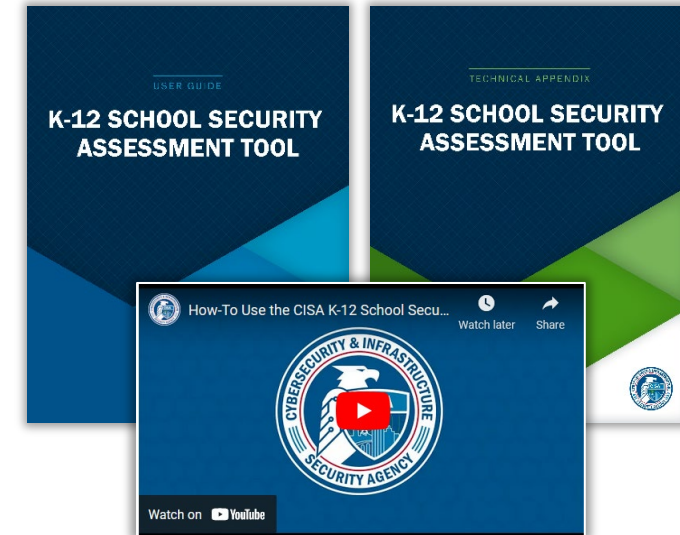 USER GUIDE
K-12 SCHOOL SECURITY
ASSESSMENT TOOL
TECHNICAL APPENDIX
K-12 SCHOOL SECURITY
ASSESSMENT TOOL
How-To Use the CISA K-12 School Secu...
Watch later
Share
CYBERSECURITY & INFRASTRUCTURE
SECURITY AGENCY
Watch on YouTube